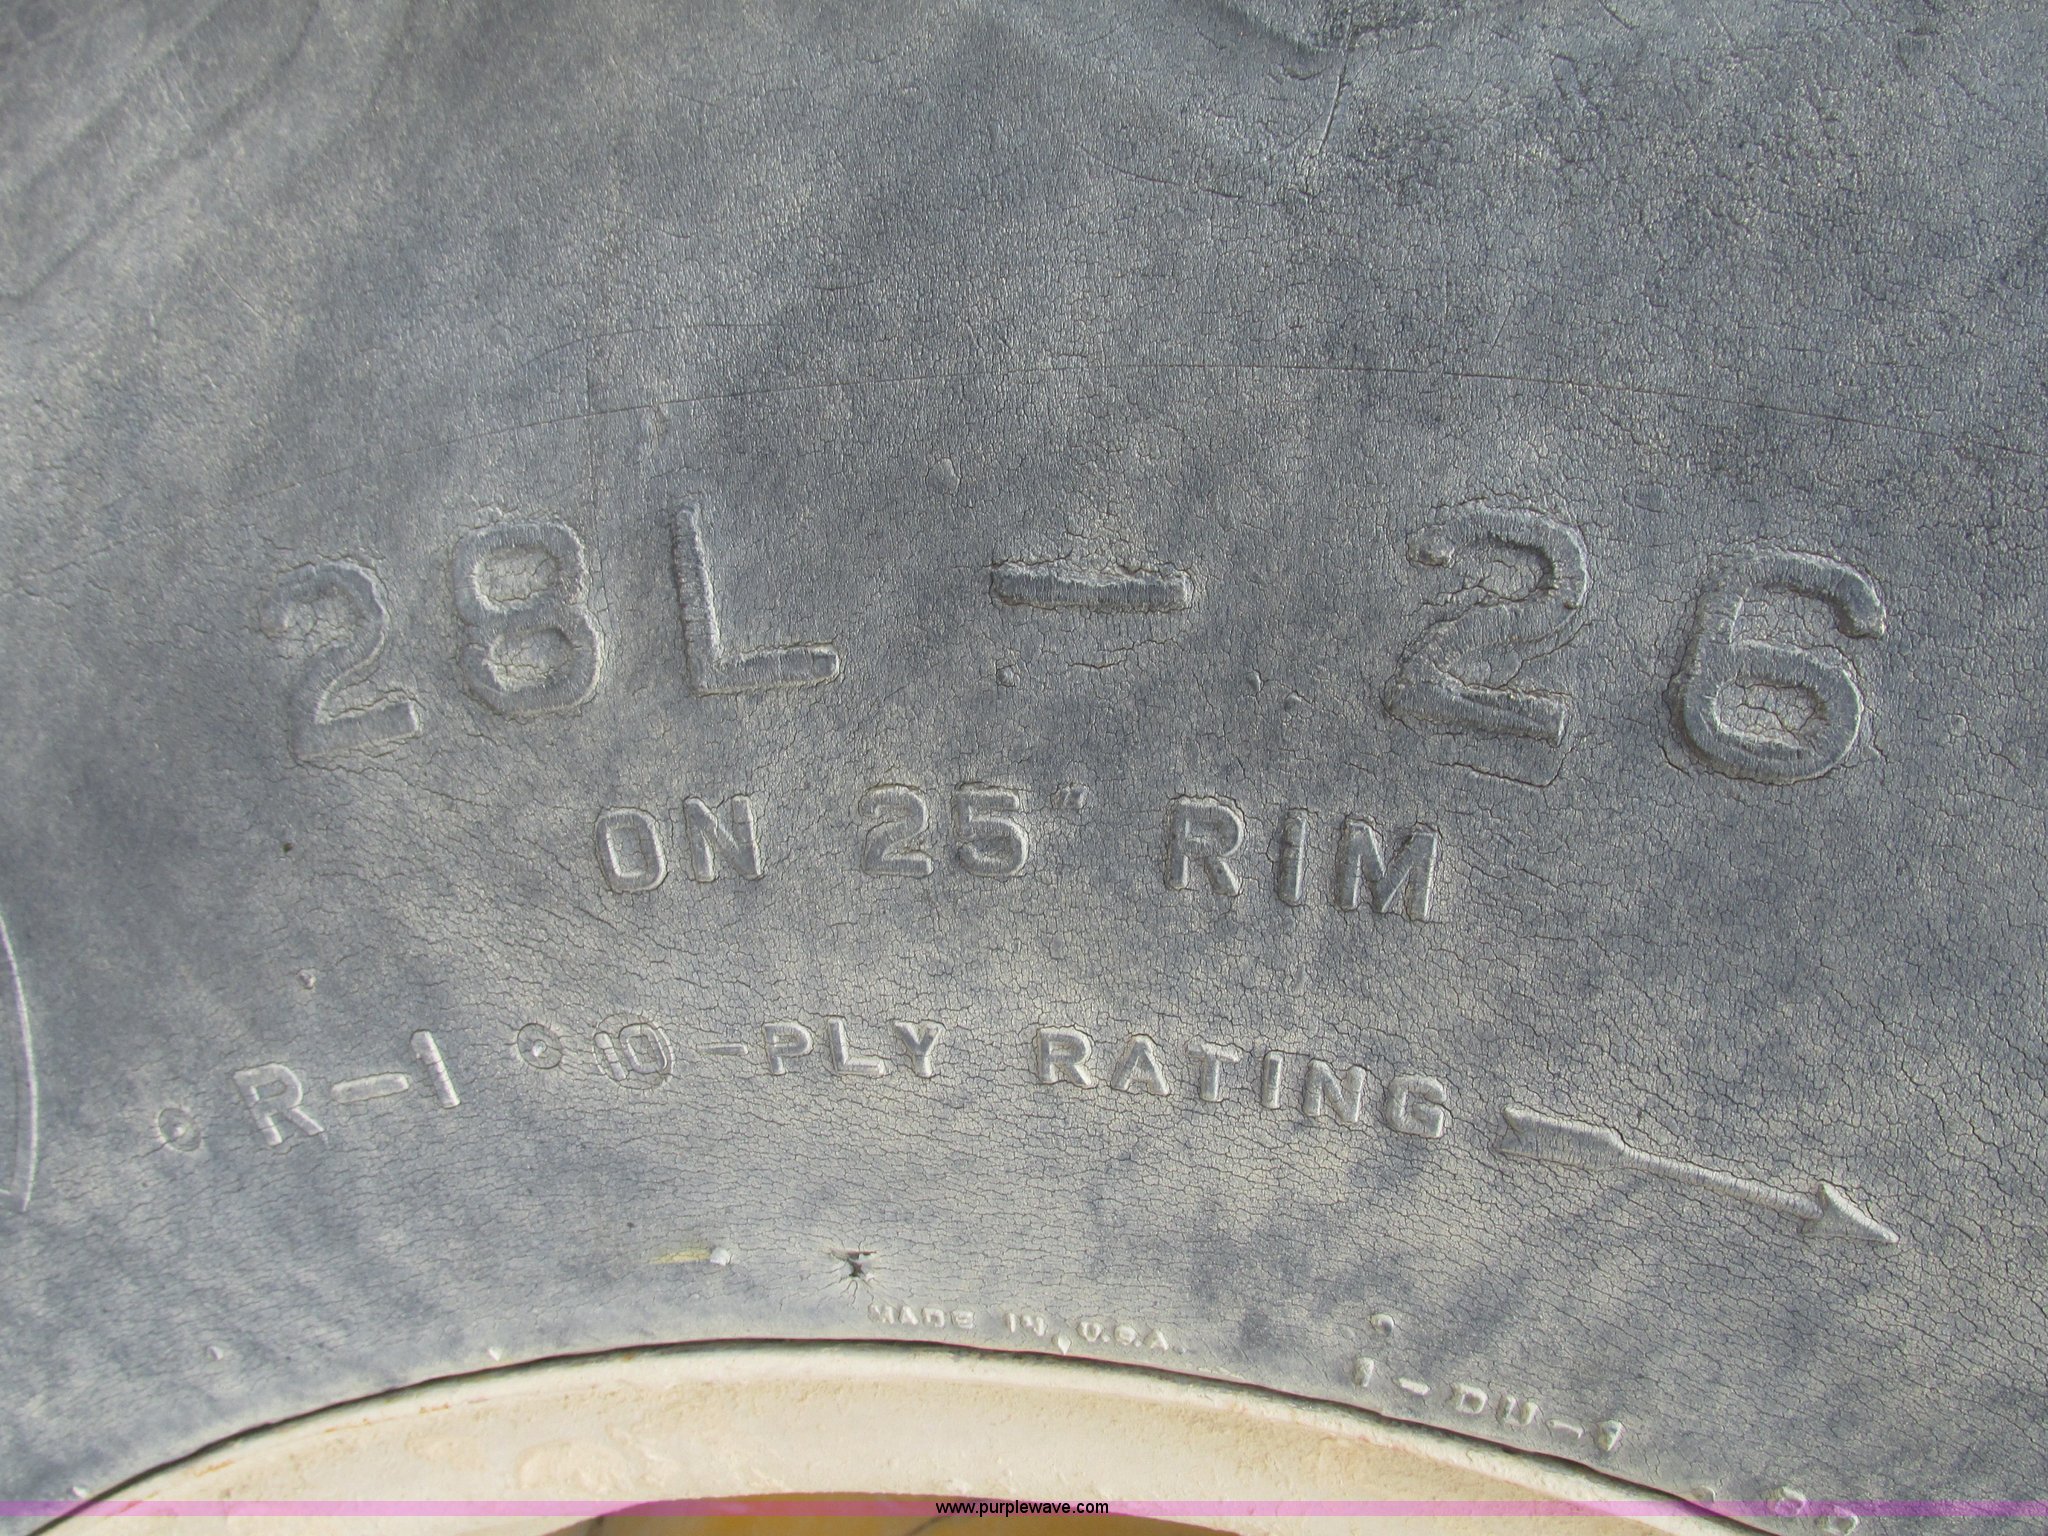 28L - 26
ON 25" RIM
R-1 10-PLY RATING
MADE IN U.S.A.
www.purplewave.com